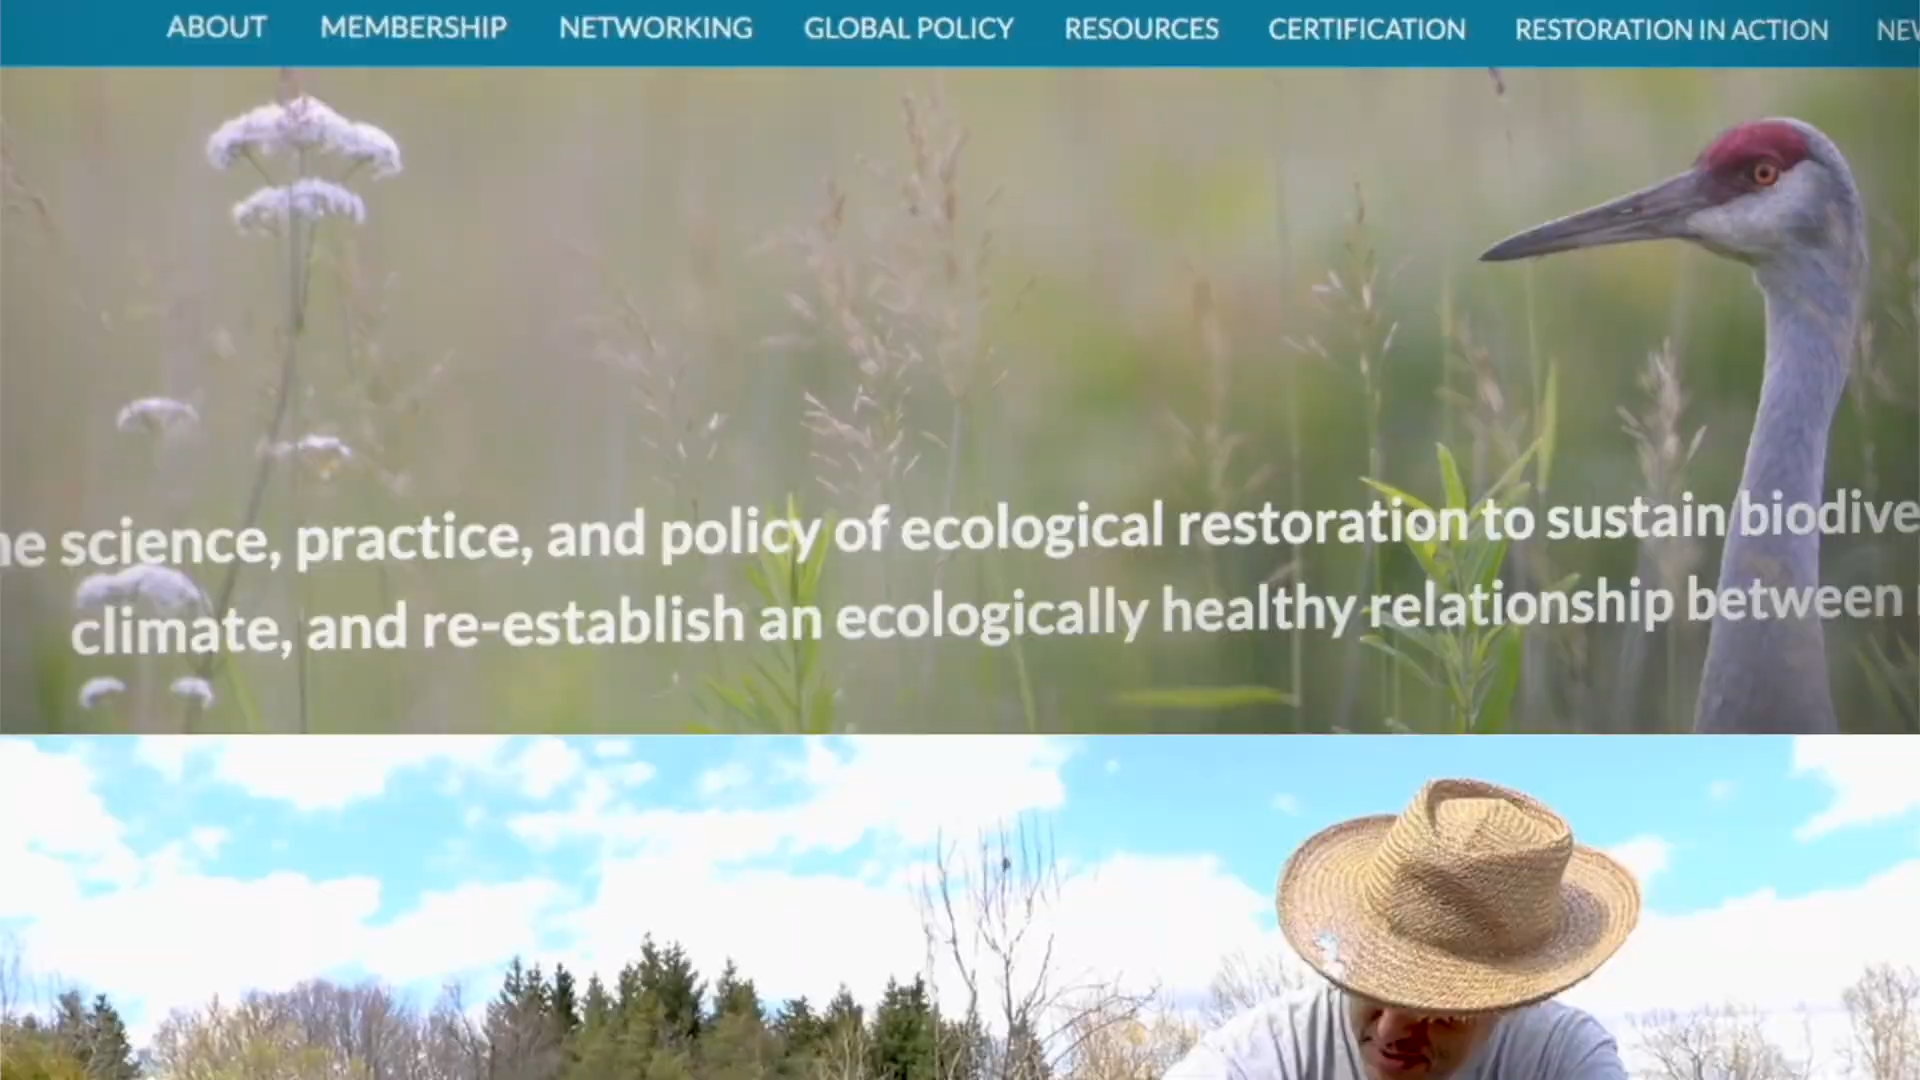 ABOUT MEMBERSHIP NETWORKING GLOBAL POLICY RESOURCES CERTIFICATION RESTORATION IN ACTION
science, practice, and policy of ecological restoration to sustain
climate, and re-establish an ecologically healthy relationship between